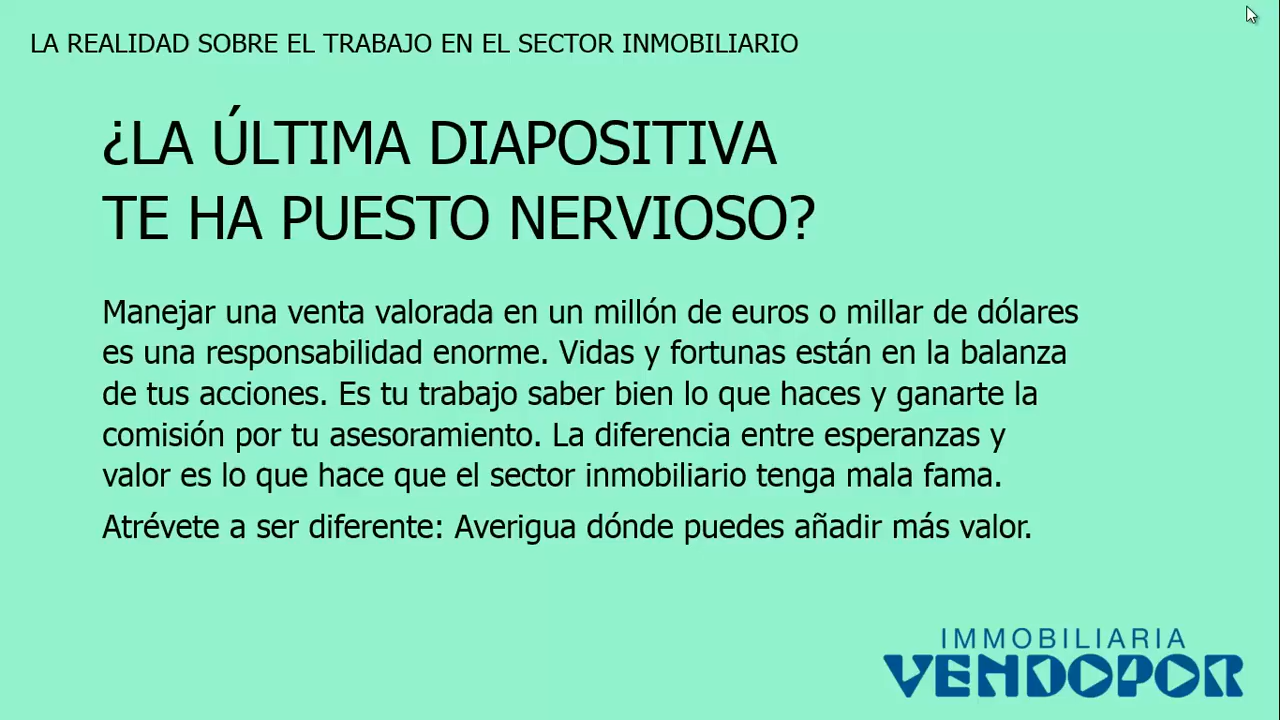 LA REALIDAD SOBRE EL TRABAJO EN EL SECTOR INMOBILIARIO
¿LA ÚLTIMA DIAPOSITIVA
TE HA PUESTO NERVIOSO?
Manejar una venta valorada en un millón de euros o millar de dólares
es una responsabilidad enorme. Vidas y fortunas están en la balanza
de tus acciones. Es tu trabajo saber bien lo que haces y ganarte la
comisión por tu asesoramiento. La diferencia entre esperanzas y
valor es lo que hace que el sector inmobiliario tenga mala fama.
Atrévete a ser diferente: Averigua dónde puedes añadir más valor.
IMMOBILIARIA
VENDOPOR